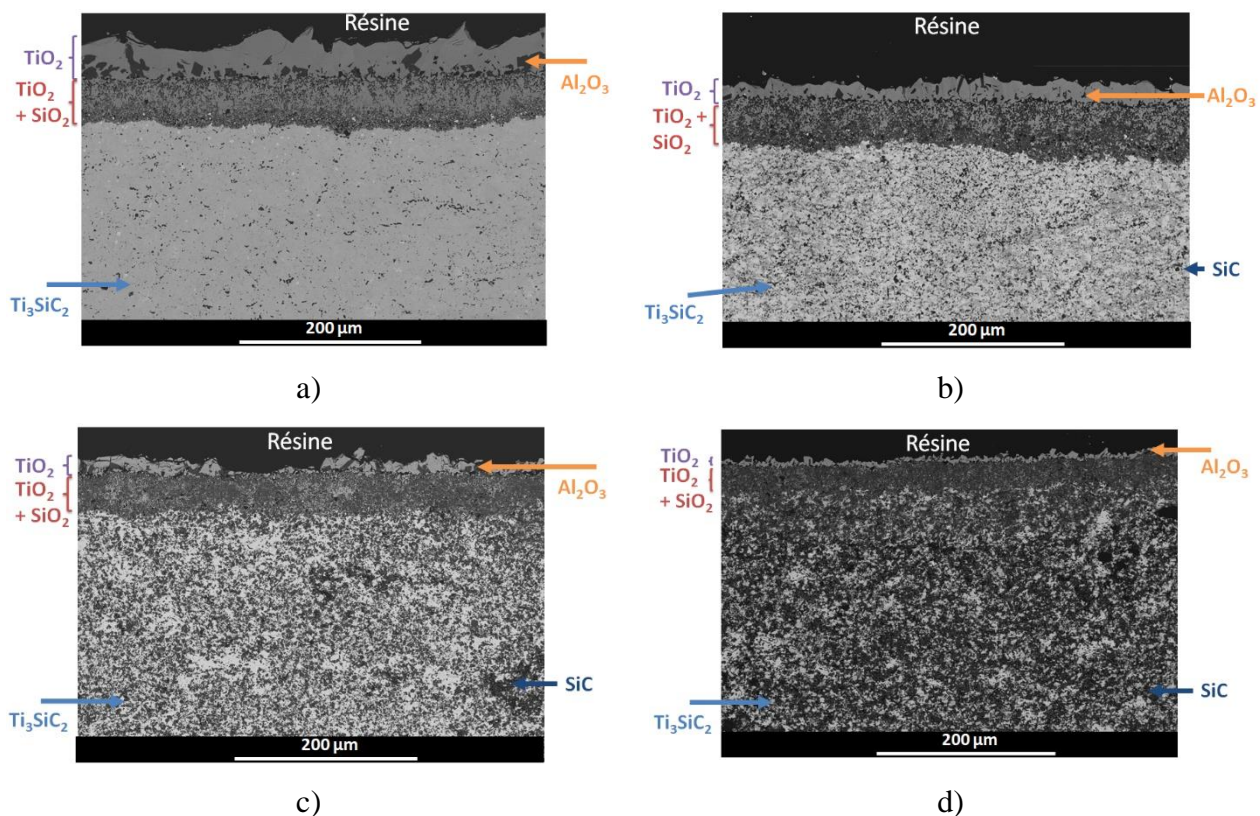 Résine
TiO₂
Al₂O₃
TiO₂
+ SiO₂
Ti₃SiC₂
200 µm
a)
Résine
TiO₂
Al₂O₃
TiO₂ +
SiO₂
SiC
Ti₃SiC₂
200 µm
b)
Résine
TiO₂
Al₂O₃
TiO₂
+ SiO₂
SiC
Ti₃SiC₂
200 µm
c)
Résine
TiO₂
Al₂O₃
TiO₂
+ SiO₂
SiC
Ti₃SiC₂
200 µm
d)